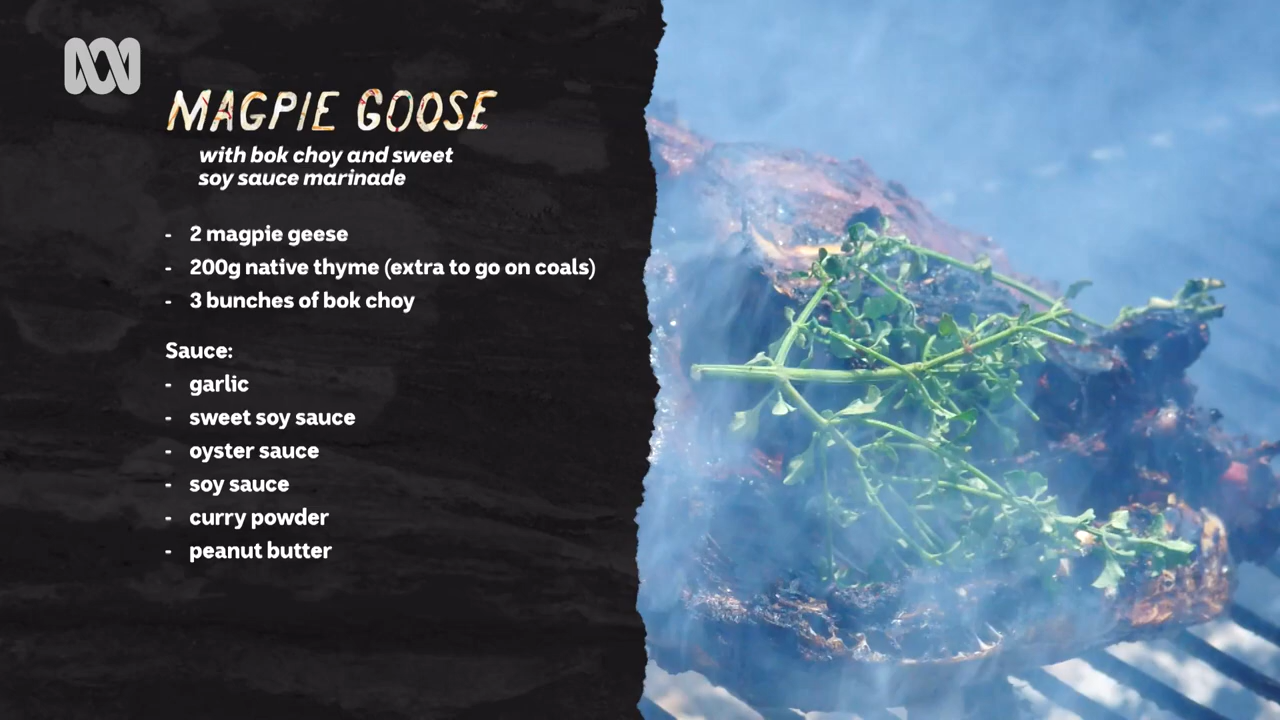 MAGPIE GOOSE
with bok choy and sweet
soy sauce marinade
- 2 magpie geese
- 200g native thyme (extra to go on coals)
- 3 bunches of bok choy
Sauce:
- garlic
- sweet soy sauce
- oyster sauce
- soy sauce
- curry powder
- peanut butter